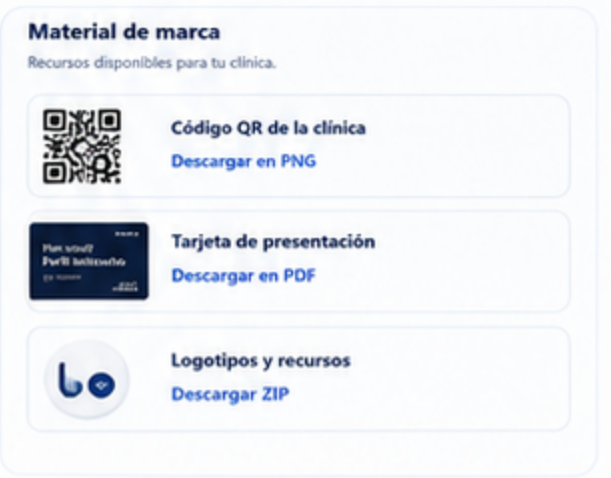 Material de marca
Recursos disponibles para tu clínica.
Código QR de la clínica
Descargar en PNG
Tarjeta de presentación
Descargar en PDF
Logotipos y recursos
Descargar ZIP